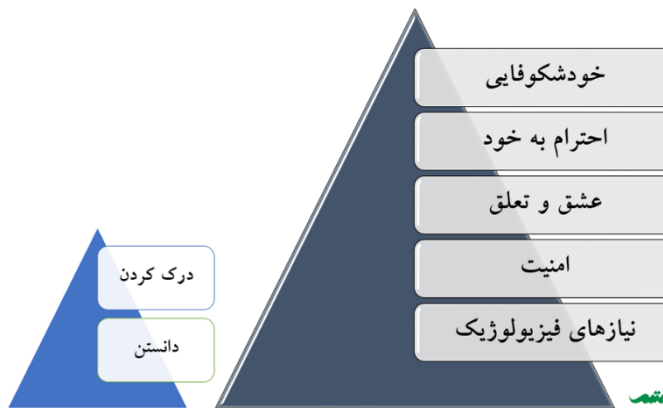 خودشکوفایی
احترام به خود
عشق و تعلق
امنیت
نیازهای فیزیولوژیک
درک کردن
دانستن